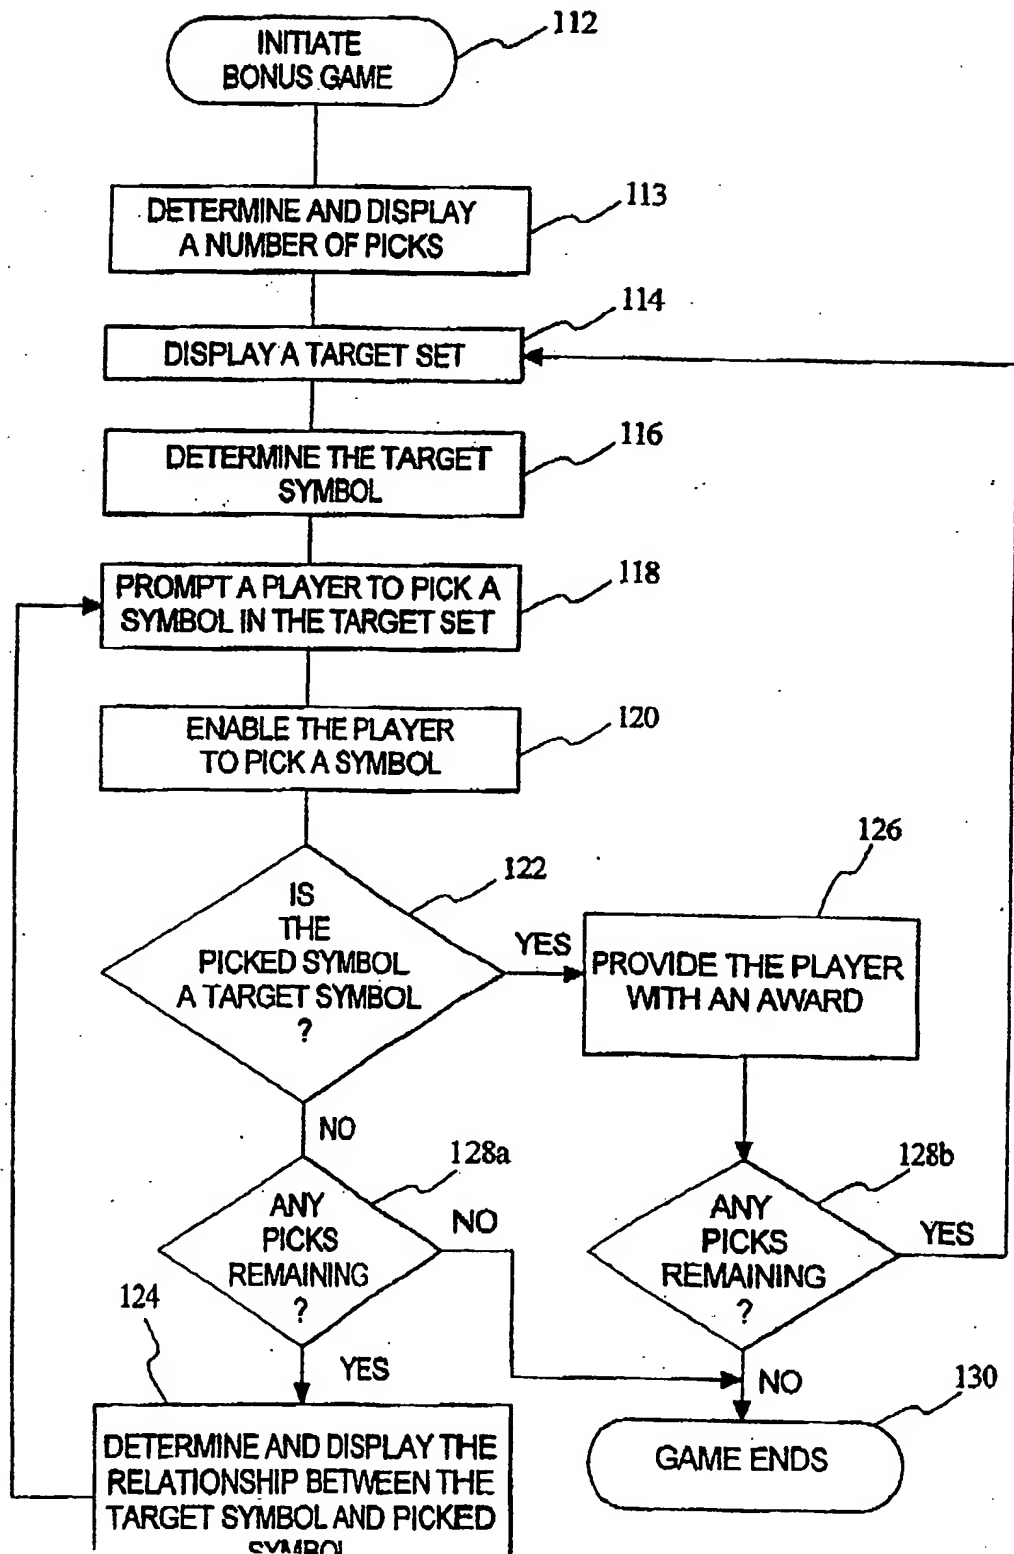 INITIATE
BONUS GAME
112
DETERMINE AND DISPLAY
A NUMBER OF PICKS
113
DISPLAY A TARGET SET
114
DETERMINE THE TARGET
SYMBOL
116
PROMPT A PLAYER TO PICK A
SYMBOL IN THE TARGET SET
118
ENABLE THE PLAYER
TO PICK A SYMBOL
120
IS
THE
PICKED SYMBOL
A TARGET SYMBOL
?
122
YES
PROVIDE THE PLAYER
WITH AN AWARD
126
NO
ANY
PICKS
REMAINING
?
128a
NO
YES
ANY
PICKS
REMAINING
?
128b
YES
NO
124
DETERMINE AND DISPLAY THE
RELATIONSHIP BETWEEN THE
TARGET SYMBOL AND PICKED
SYMBOL
GAME ENDS
130